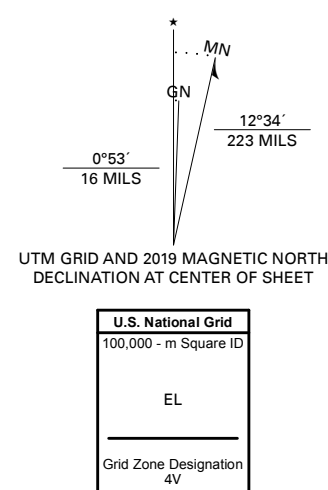 ★
MN
GN
12°34´
223 MILS
0°53´
16 MILS
UTM GRID AND 2019 MAGNETIC NORTH
DECLINATION AT CENTER OF SHEET
U.S. National Grid
100,000 - m Square ID
EL
Grid Zone Designation
4V